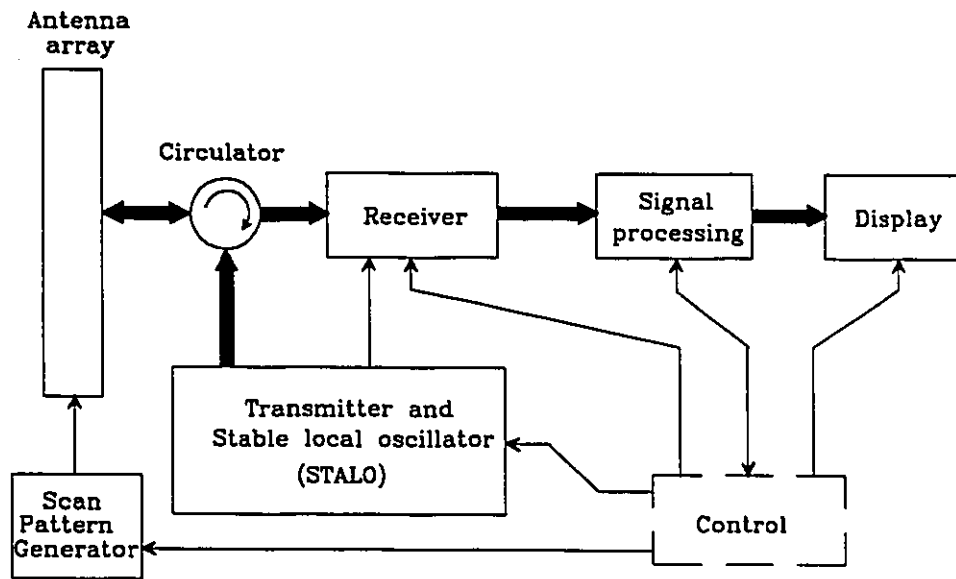 Antenna
array
Circulator
Receiver
Signal
processing
Display
Transmitter and
Stable local oscillator
(STALO)
Scan
Pattern
Generator
Control